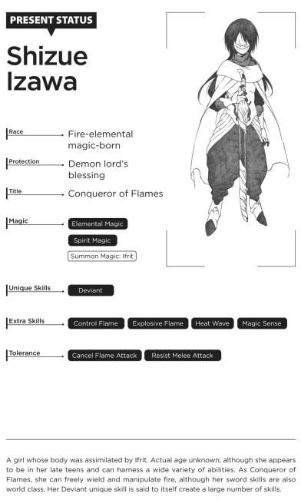 PRESENT STATUS
Shizue
Izawa
Race
Fire-elemental
magic-born
Protection
Demon lord's
blessing
Title
Conqueror of Flames
Magic
Elemental Magic
Spirit Magic
Summon Magic: Ifrit
Unique Skills
Deviant
Extra Skills
Control Flame Explosive Flame Heat Wave Magic Sense
Tolerance
Cancel Flame Attack Resist Melee Attack
A girl whose body was assimilated by Ifrit. Actual age unknown, although she appears
to be in her late teens and can harness a wide variety of abilities. As Conqueror of
Flames, she can freely wield and manipulate fire, although her sword skills are also
world class. Her Deviant unique skill is said to itself create a large number of skills.